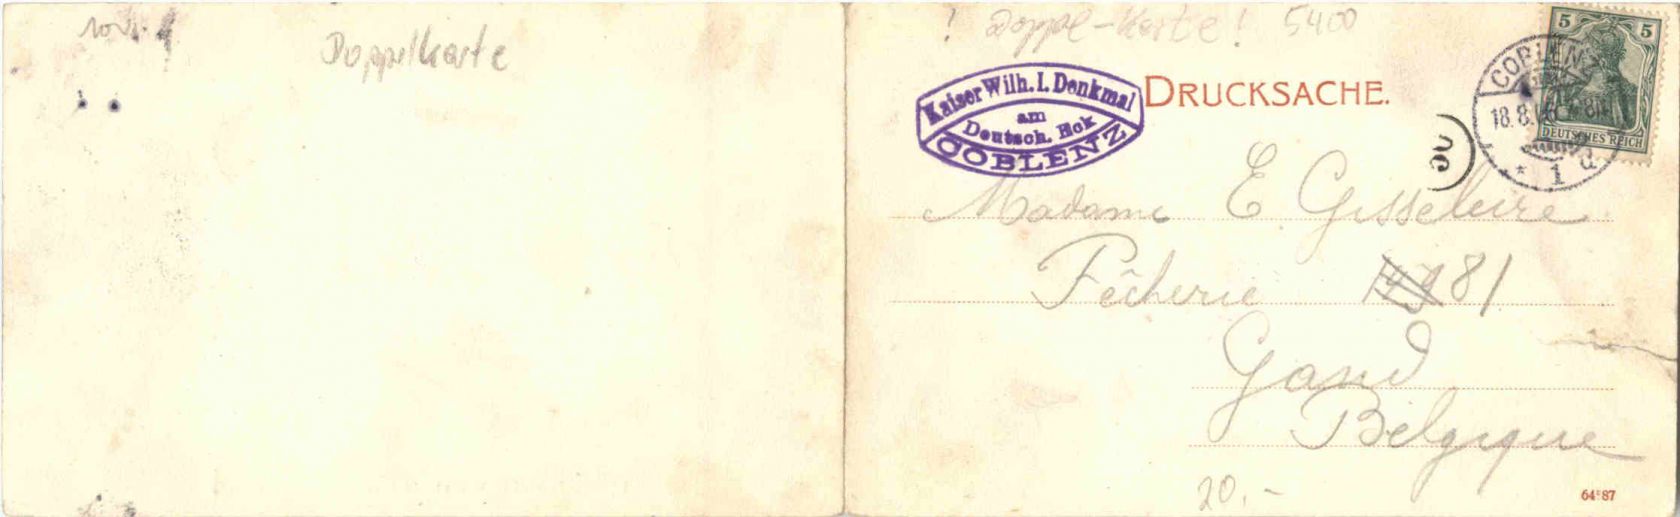 Doppelkarte
! Doppel-Karte! 5400
Kaiser Wilh. I. Denkmal
am
Deutsch. Eck
COBLENZ
DRUCKSACHE.
5 5
DEUTSCHES REICH
COBLENZ
18.8.
* 1 d
Madame E
Pêcherie 81
Gand
Belgique
20.-
64587